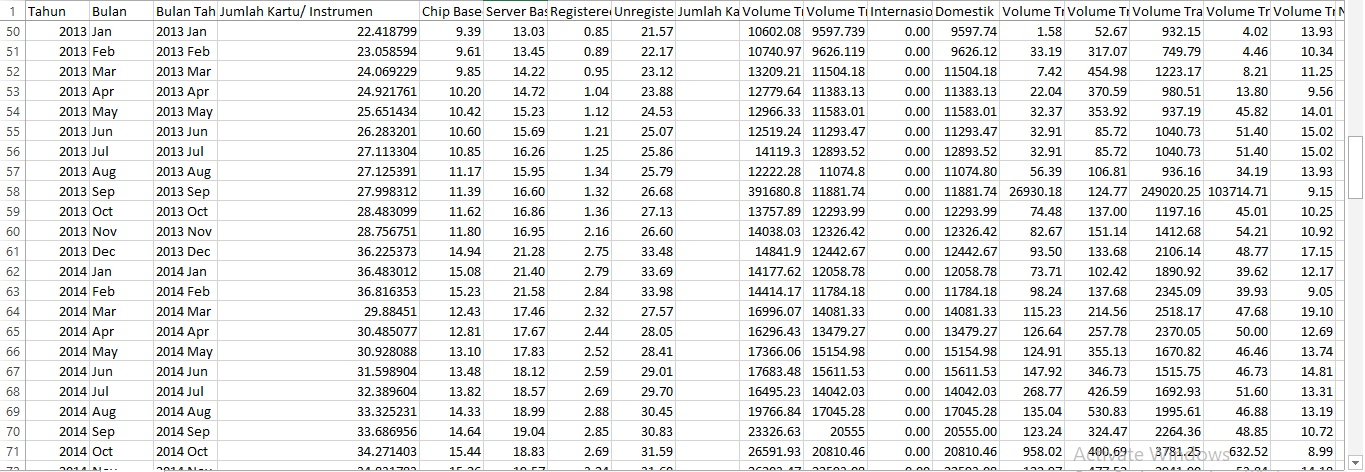 1 Tahun Bulan Bulan Tah Jumlah Kartu/ Instrumen Chip Base Server Bas Registere Unregiste Jumlah Ka Volume Tr Volume Tr Internasio Domestik Volume Tr Volume Tr Volume Tra Volume Tr Volume Tr N
50 2013 Jan 2013 Jan 22.418799 9.39 13.03 0.85 21.57 10602.08 9597.739 0.00 9597.74 1.58 52.67 932.15 4.02 13.93
51 2013 Feb 2013 Feb 23.058594 9.61 13.45 0.89 22.17 10740.97 9626.119 0.00 9626.12 33.19 317.07 749.79 4.46 10.34
52 2013 Mar 2013 Mar 24.069229 9.85 14.22 0.95 23.12 13209.21 11504.18 0.00 11504.18 7.42 454.98 1223.17 8.21 11.25
53 2013 Apr 2013 Apr 24.921761 10.20 14.72 1.04 23.88 12779.64 11383.13 0.00 11383.13 22.04 370.59 980.51 13.80 9.56
54 2013 May 2013 May 25.651434 10.42 15.23 1.12 24.53 12966.33 11583.01 0.00 11583.01 32.37 353.92 937.19 45.82 14.01
55 2013 Jun 2013 Jun 26.283201 10.60 15.69 1.21 25.07 12519.24 11293.47 0.00 11293.47 32.91 85.72 1040.73 51.40 15.02
56 2013 Jul 2013 Jul 27.113304 10.85 16.26 1.25 25.86 14119.3 12893.52 0.00 12893.52 32.91 85.72 1040.73 51.40 15.02
57 2013 Aug 2013 Aug 27.125391 11.17 15.95 1.34 25.79 12222.28 11074.8 0.00 11074.80 56.39 106.81 936.16 34.19 13.93
58 2013 Sep 2013 Sep 27.998312 11.39 16.60 1.32 26.68 391680.8 11881.74 0.00 11881.74 26930.18 124.77 249020.25 103714.71 9.15
59 2013 Oct 2013 Oct 28.483099 11.62 16.86 1.36 27.13 13757.89 12293.99 0.00 12293.99 74.48 137.00 1197.16 45.01 10.25
60 2013 Nov 2013 Nov 28.756751 11.80 16.95 2.16 26.60 14038.03 12326.42 0.00 12326.42 82.67 151.14 1412.68 54.21 10.92
61 2013 Dec 2013 Dec 36.225373 14.94 21.28 2.75 33.48 14841.9 12442.67 0.00 12442.67 93.50 133.68 2106.14 48.77 17.15
62 2014 Jan 2014 Jan 36.483012 15.08 21.40 2.79 33.69 14177.62 12058.78 0.00 12058.78 73.71 102.42 1890.92 39.62 12.17
63 2014 Feb 2014 Feb 36.816353 15.23 21.58 2.84 33.98 14414.17 11784.18 0.00 11784.18 98.24 137.68 2345.09 39.93 9.05
64 2014 Mar 2014 Mar 29.88451 12.43 17.46 2.32 27.57 16996.07 14081.33 0.00 14081.33 115.23 214.56 2518.17 47.68 19.10
65 2014 Apr 2014 Apr 30.485077 12.81 17.67 2.44 28.05 16296.43 13479.27 0.00 13479.27 126.64 257.78 2370.05 50.00 12.69
66 2014 May 2014 May 30.928088 13.10 17.83 2.52 28.41 17366.06 15154.98 0.00 15154.98 124.91 355.13 1670.82 46.46 13.74
67 2014 Jun 2014 Jun 31.598904 13.48 18.12 2.59 29.01 17683.48 15611.53 0.00 15611.53 147.92 346.73 1515.75 46.73 14.81
68 2014 Jul 2014 Jul 32.389604 13.82 18.57 2.69 29.70 16495.23 14042.03 0.00 14042.03 268.77 426.59 1692.93 51.60 13.31
69 2014 Aug 2014 Aug 33.325231 14.33 18.99 2.88 30.45 19766.84 17045.28 0.00 17045.28 135.04 530.83 1995.61 46.88 13.19
70 2014 Sep 2014 Sep 33.686956 14.64 19.04 2.85 30.83 23326.63 20555 0.00 20555.00 123.24 324.47 2264.36 48.85 10.72
71 2014 Oct 2014 Oct 34.271403 15.44 18.83 2.69 31.59 26591.93 20810.46 0.00 20810.46 958.02 400.69 3781.25 632.52 8.99
Activate Windows